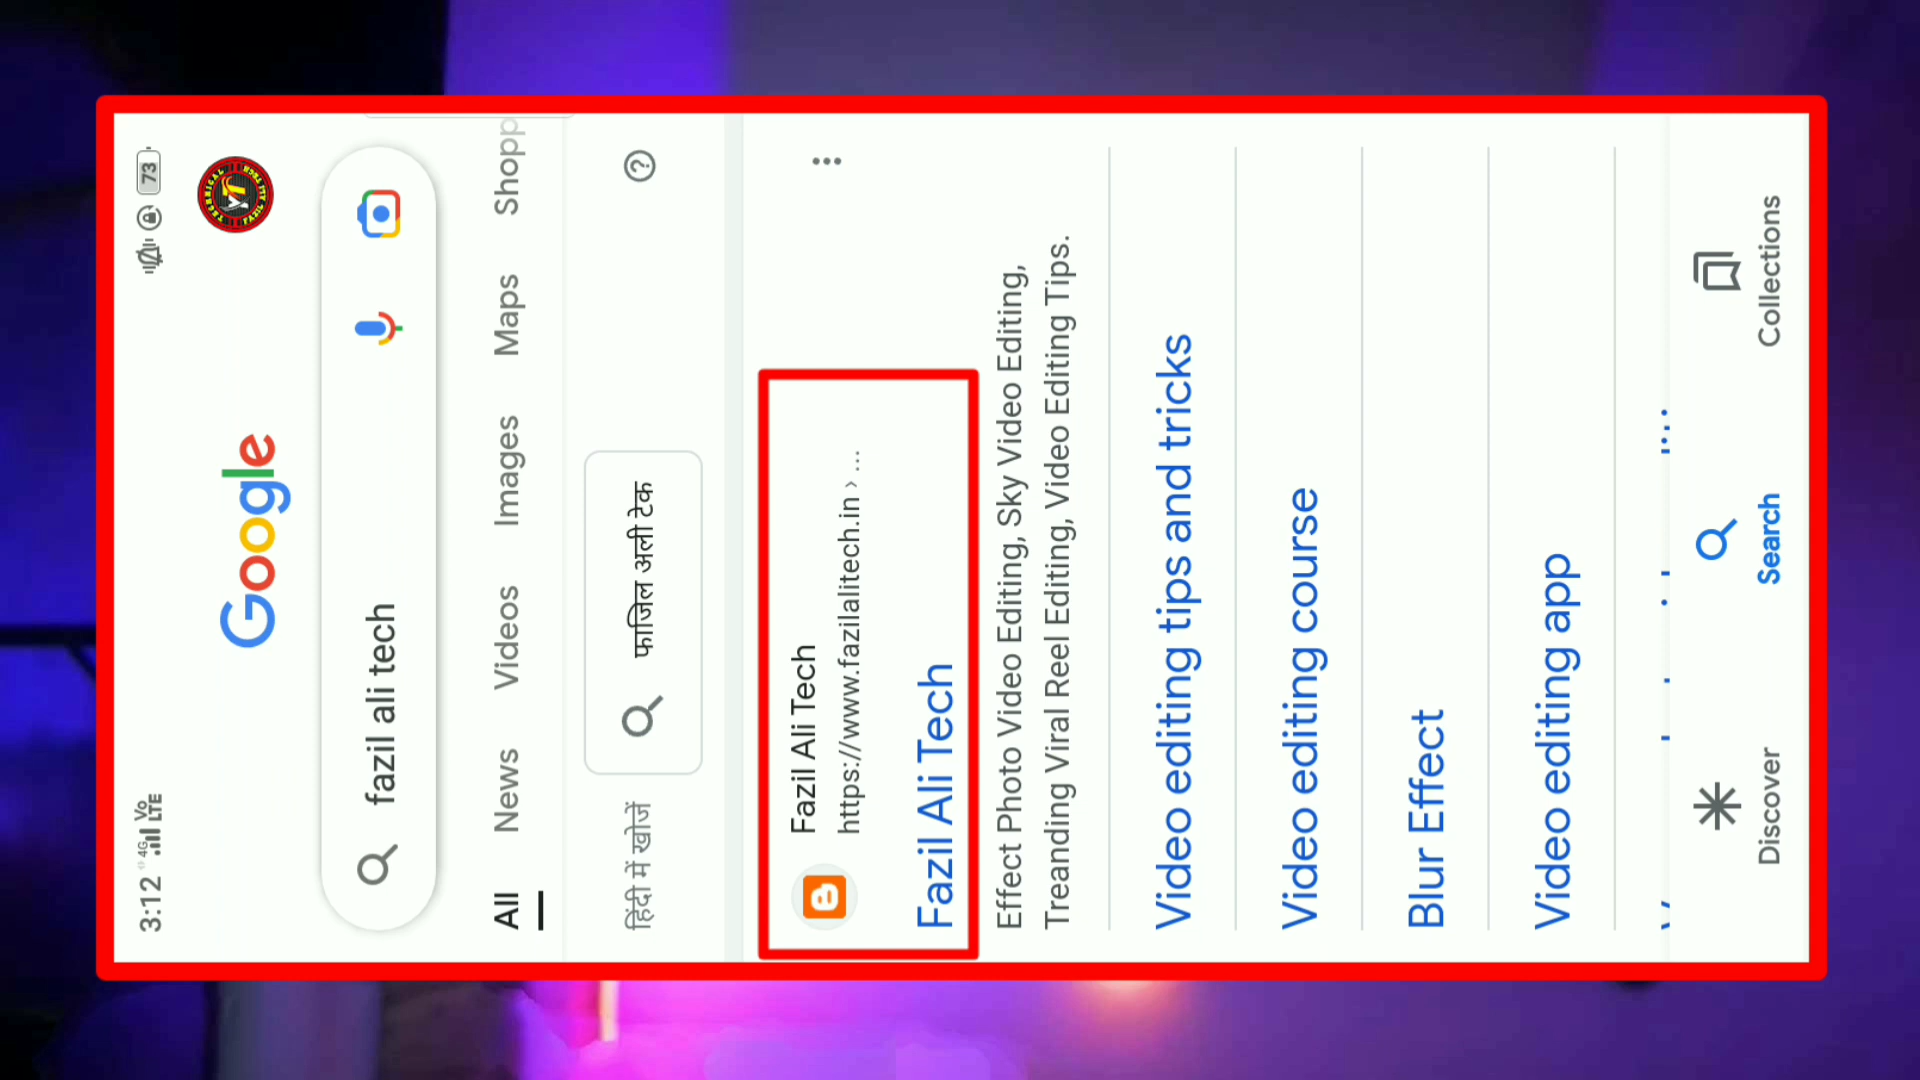 3:12 4G Vo LTE 73
Google
fazil ali tech
All News Videos Images Maps Shopp
हिंदी में खोजें फाजिल अली टेक
Fazil Ali Tech
https://www.fazilalitech.in › ...
Fazil Ali Tech
Effect Photo Video Editing, Sky Video Editing,
Treanding Viral Reel Editing, Video Editing Tips.
Video editing tips and tricks
Video editing course
Blur Effect
Video editing app
Discover Search Collections